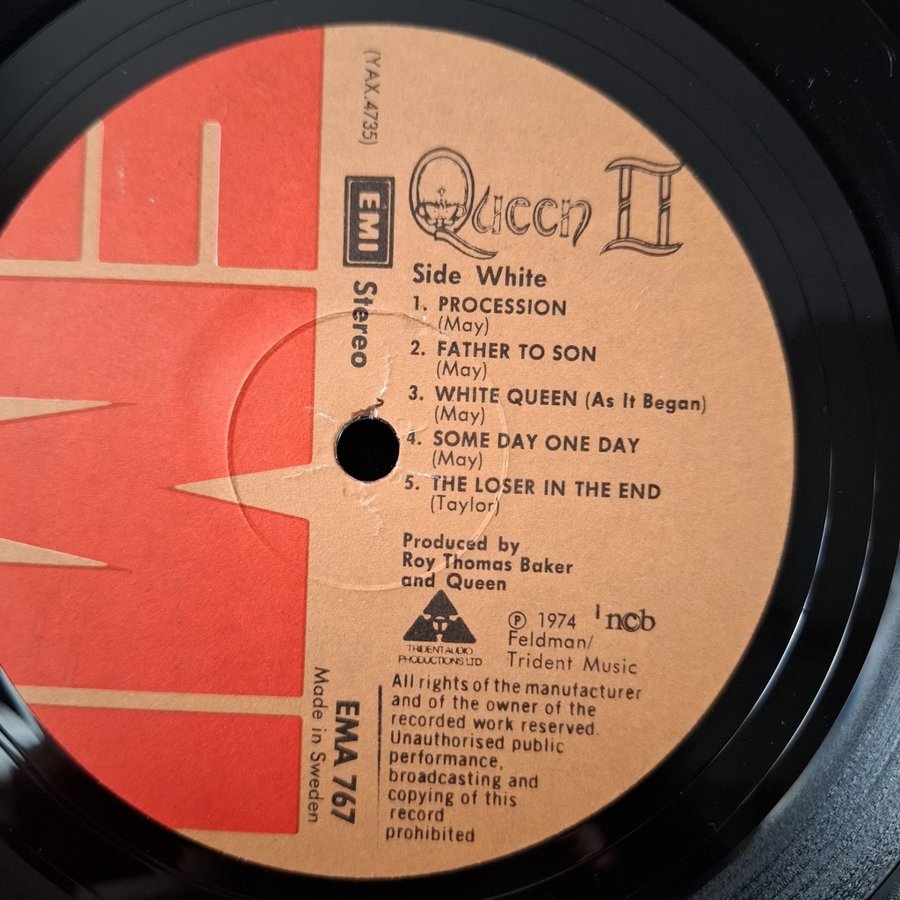 (YAX.4735)
EMI
Stereo
Queen II
Side White
1. PROCESSION
(May)
2. FATHER TO SON
(May)
3. WHITE QUEEN (As It Began)
(May)
4. SOME DAY ONE DAY
(May)
5. THE LOSER IN THE END
(Taylor)
Produced by
Roy Thomas Baker
and Queen
TRIDENT AUDIO
PRODUCTIONS LTD
℗ 1974 ncb
Feldman/
Trident Music
All rights of the manufacturer
and of the owner of the
recorded work reserved.
Unauthorised public
performance,
broadcasting and
copying of this
record
prohibited
EMA 767
Made in Sweden